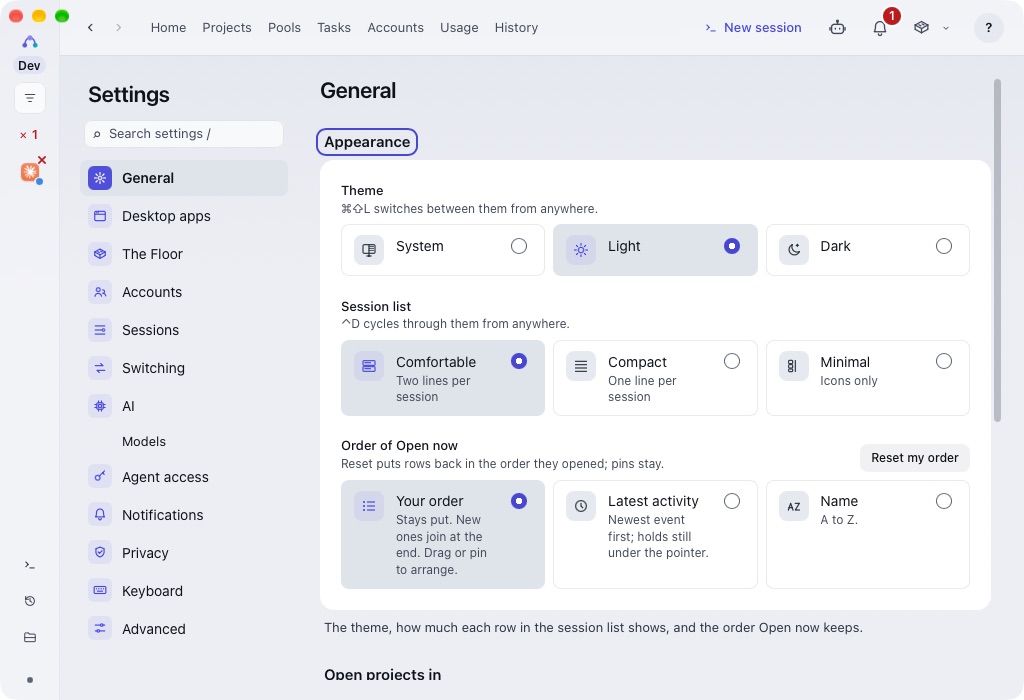 Home Projects Pools Tasks Accounts Usage History
New session
1
?
Dev
× 1
Settings
Search settings /
General
Desktop apps
The Floor
Accounts
Sessions
Switching
AI
Models
Agent access
Notifications
Privacy
Keyboard
Advanced
General
Appearance
Theme
⌘⇧L switches between them from anywhere.
System
Light
Dark
Session list
^D cycles through them from anywhere.
Comfortable
Two lines per
session
Compact
One line per
session
Minimal
Icons only
Order of Open now
Reset puts rows back in the order they opened; pins stay.
Reset my order
Your order
Stays put. New
ones join at the
end. Drag or pin
to arrange.
Latest activity
Newest event
first; holds still
under the pointer.
AZ
Name
A to Z.
The theme, how much each row in the session list shows, and the order Open now keeps.
Open projects in